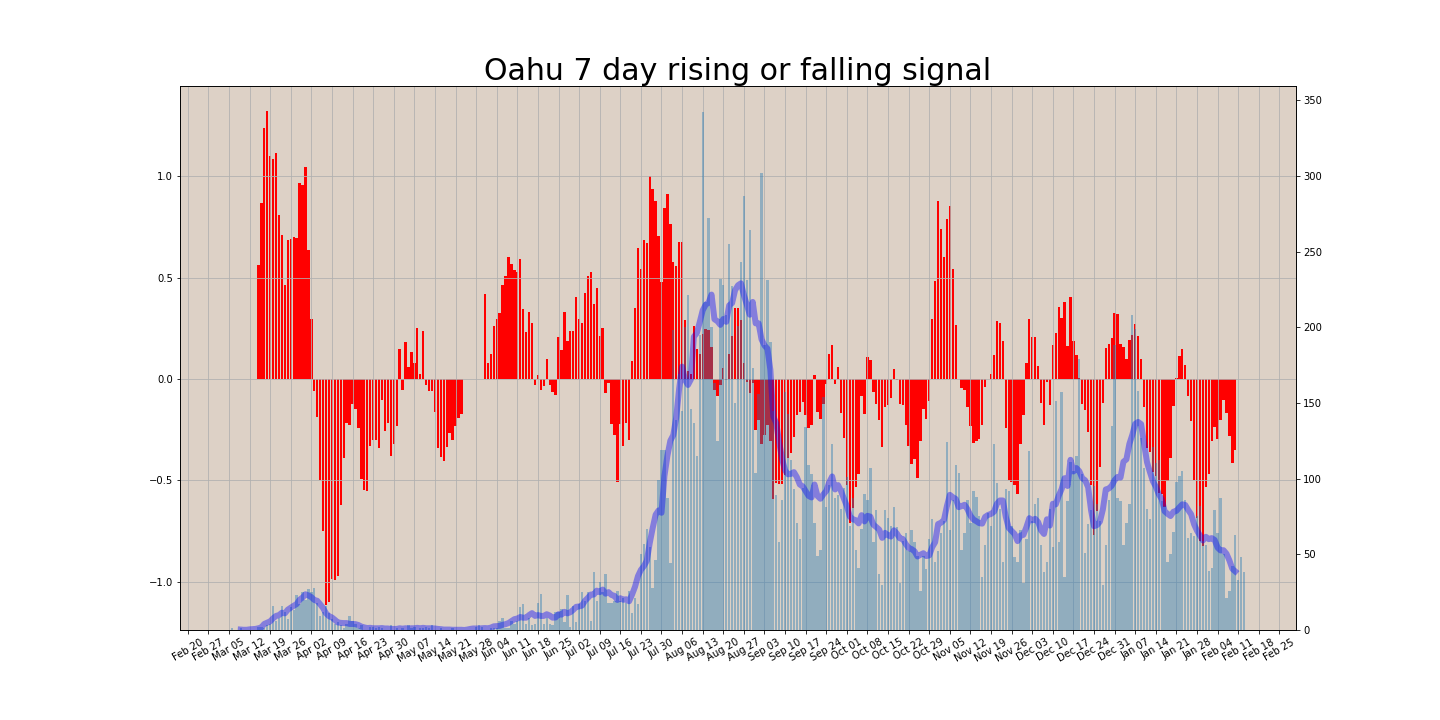 Oahu 7 day rising or falling signal
350
300
250
200
150
100
50
0
1.0
0.5
0.0
−0.5
−1.0
Feb 20
Feb 27
Mar 05
Mar 12
Mar 19
Mar 26
Apr 02
Apr 09
Apr 16
Apr 23
Apr 30
May 07
May 14
May 21
May 28
Jun 04
Jun 11
Jun 18
Jun 25
Jul 02
Jul 09
Jul 16
Jul 23
Jul 30
Aug 06
Aug 13
Aug 20
Aug 27
Sep 03
Sep 10
Sep 17
Sep 24
Oct 01
Oct 08
Oct 15
Oct 22
Oct 29
Nov 05
Nov 12
Nov 19
Nov 26
Dec 03
Dec 10
Dec 17
Dec 24
Dec 31
Jan 07
Jan 14
Jan 21
Jan 28
Feb 04
Feb 11
Feb 18
Feb 25